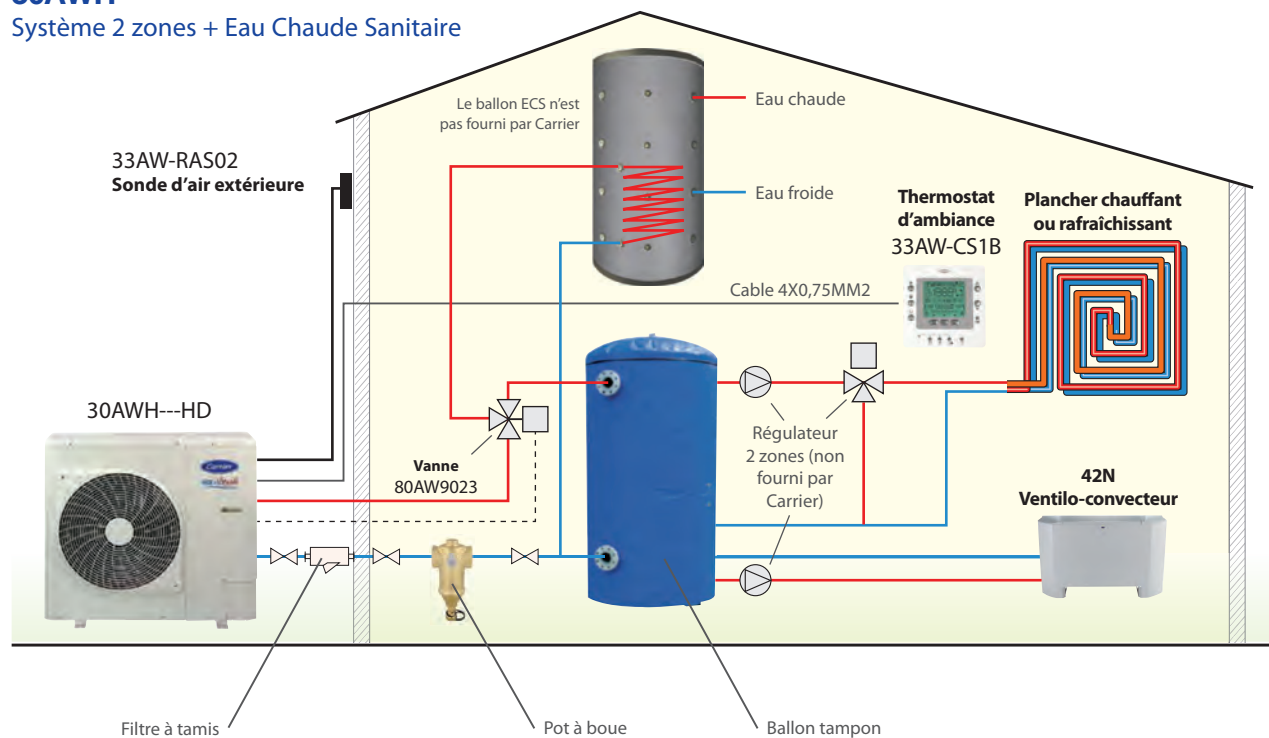 Système 2 zones + Eau Chaude Sanitaire
Le ballon ECS n'est
pas fourni par Carrier
Eau chaude
33AW-RAS02
Sonde d'air extérieure
Eau froide
Thermostat
d'ambiance
33AW-CS1B
Plancher chauffant
ou rafraîchissant
Cable 4X0,75MM2
30AWH---HD
Carrier
Vanne
80AW9023
Régulateur
2 zones (non
fourni par
Carrier)
42N
Ventilo-convecteur
Filtre à tamis
Pot à boue
Ballon tampon